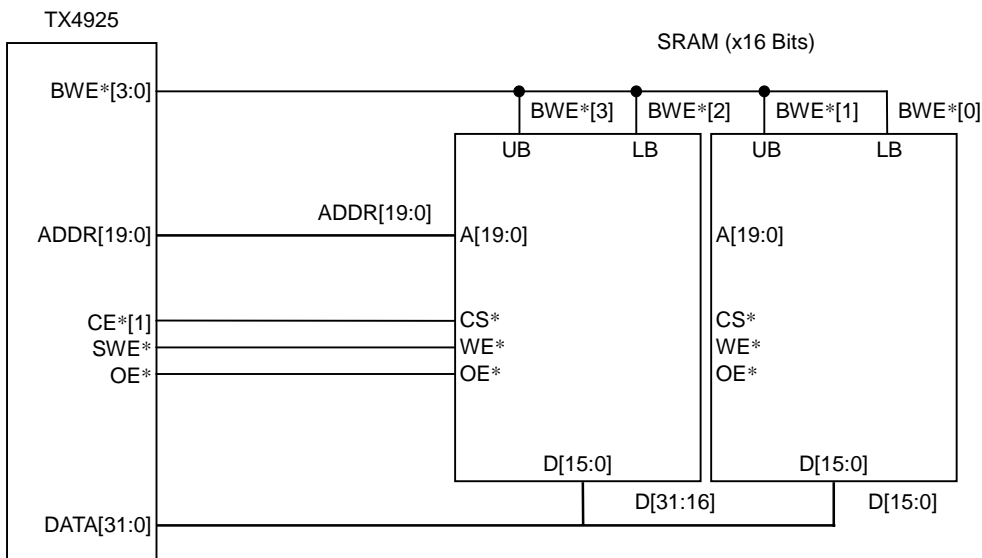 TX4925
SRAM (x16 Bits)
BWE*[3:0]
BWE*[3]
BWE*[2]
BWE*[1]
BWE*[0]
UB
LB
UB
LB
ADDR[19:0]
ADDR[19:0]
A[19:0]
A[19:0]
CE*[1]
CS*
CS*
SWE*
WE*
WE*
OE*
OE*
OE*
D[15:0]
D[15:0]
D[31:16]
D[15:0]
DATA[31:0]